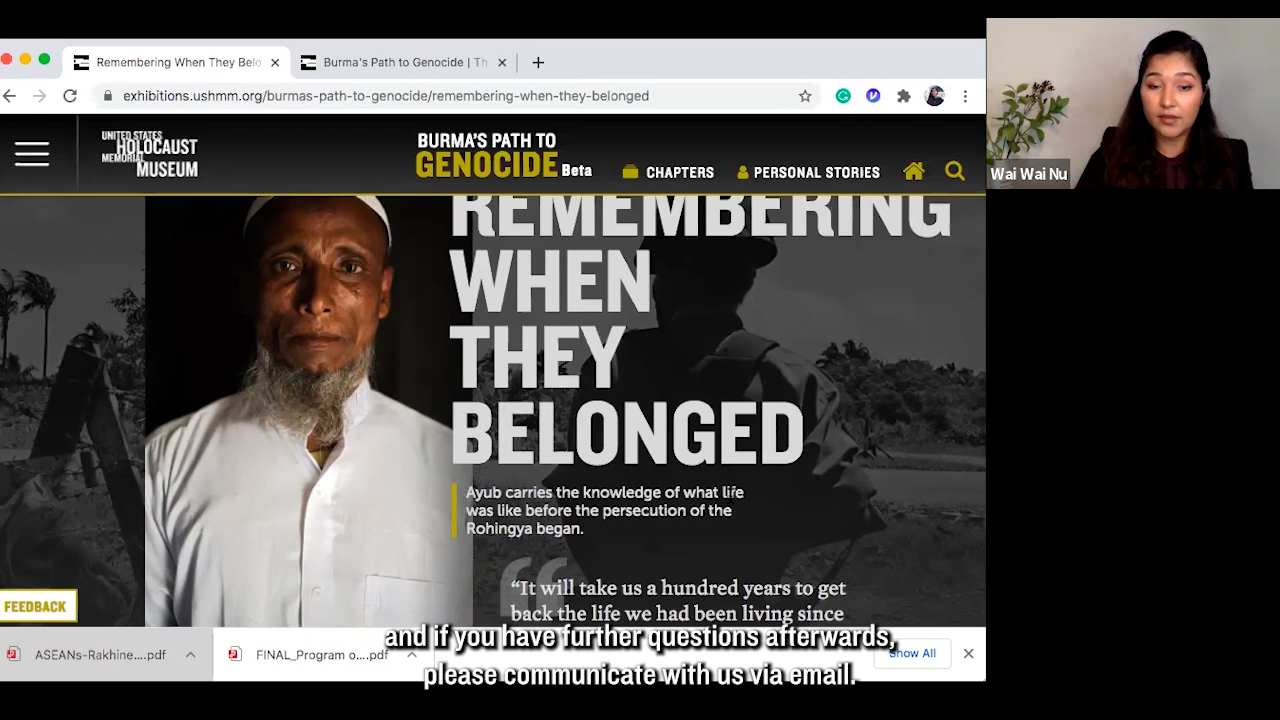 Remembering When They Belo
Burma's Path to Genocide | Th
exhibitions.ushmm.org/burmas-path-to-genocide/remembering-when-they-belonged
UNITED STATES
HOLOCAUST
MEMORIAL
MUSEUM
BURMA'S PATH TO
GENOCIDE Beta
CHAPTERS
PERSONAL STORIES
Wai Wai Nu
REMEMBERING
WHEN
THEY
BELONGED
Ayub carries the knowledge of what life
was like before the persecution of the
Rohingya began.
“It will take us a hundred years to get
back the life we had been living since
FEEDBACK
and if you have further questions afterwards,
please communicate with us via email.
ASEANs-Rakhine....pdf
FINAL_Program o....pdf
Show All